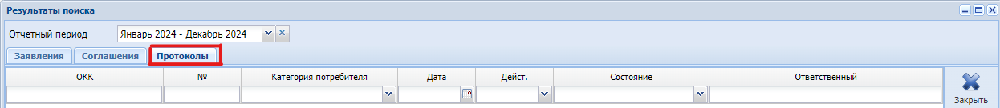 Результаты поиска
Отчетный период Январь 2024 - Декабрь 2024
Заявления Соглашения Протоколы
ОКК № Категория потребителя Дата Дейст. Состояние Ответственный
Закрыть